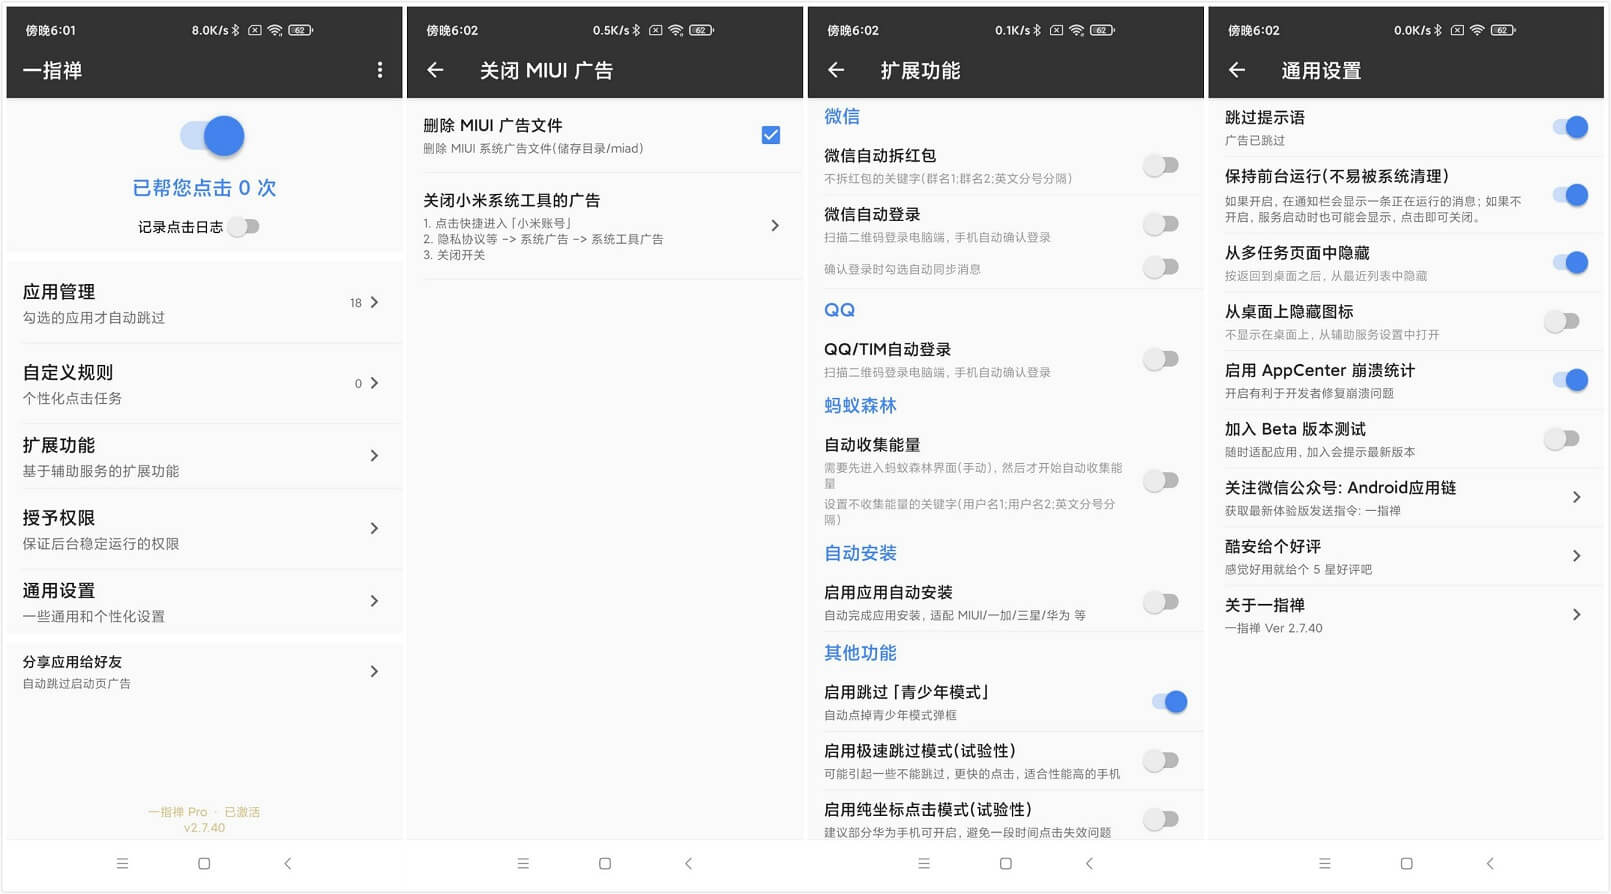 傍晚6:01
8.0K/s
62
一指禅
已帮您点击 0 次
记录点击日志
应用管理
勾选的应用才自动跳过
18
自定义规则
个性化点击任务
0
扩展功能
基于辅助服务的扩展功能
授予权限
保证后台稳定运行的权限
通用设置
一些通用和个性化设置
分享应用给好友
自动跳过启动页广告
一指禅 Pro · 已激活
v2.7.40
傍晚6:02
0.5K/s
62
关闭 MIUI 广告
删除 MIUI 广告文件
删除 MIUI 系统广告文件(储存目录/miad)
关闭小米系统工具的广告
1. 点击快捷进入「小米账号」
2. 隐私协议等 -> 系统广告 -> 系统工具广告
3. 关闭开关
傍晚6:02
0.1K/s
62
扩展功能
微信
微信自动拆红包
不拆红包的关键字(群名1;群名2;英文分号分隔)
微信自动登录
扫描二维码登录电脑端, 手机自动确认登录
确认登录时勾选自动同步消息
QQ
QQ/TIM自动登录
扫描二维码登录电脑端, 手机自动确认登录
蚂蚁森林
自动收集能量
需要先进入蚂蚁森林界面(手动), 然后才开始自动收集能
量
设置不收集能量的关键字(用户名1;用户名2;英文分号分
隔)
自动安装
启用应用自动安装
自动完成应用安装, 适配 MIUI/一加/三星/华为 等
其他功能
启用跳过「青少年模式」
自动点掉青少年模式弹框
启用极速跳过模式(试验性)
可能引起一些不能跳过, 更快的点击, 适合性能高的手机
启用纯坐标点击模式(试验性)
建议部分华为手机可开启, 避免一段时间点击失效问题
傍晚6:02
0.0K/s
62
通用设置
跳过提示语
广告已跳过
保持前台运行(不易被系统清理)
如果开启, 在通知栏会显示一条正在运行的消息; 如果不
开启, 服务启动时也可能会显示, 点击即可关闭。
从多任务页面中隐藏
按返回到桌面之后, 从最近列表中隐藏
从桌面上隐藏图标
不显示在桌面上, 从辅助服务设置中打开
启用 AppCenter 崩溃统计
开启有利于开发者修复崩溃问题
加入 Beta 版本测试
随时适配应用, 加入会提示最新版本
关注微信公众号: Android应用链
获取最新体验版发送指令: 一指禅
酷安给个好评
感觉好用就给个 5 星好评吧
关于一指禅
一指禅 Ver 2.7.40